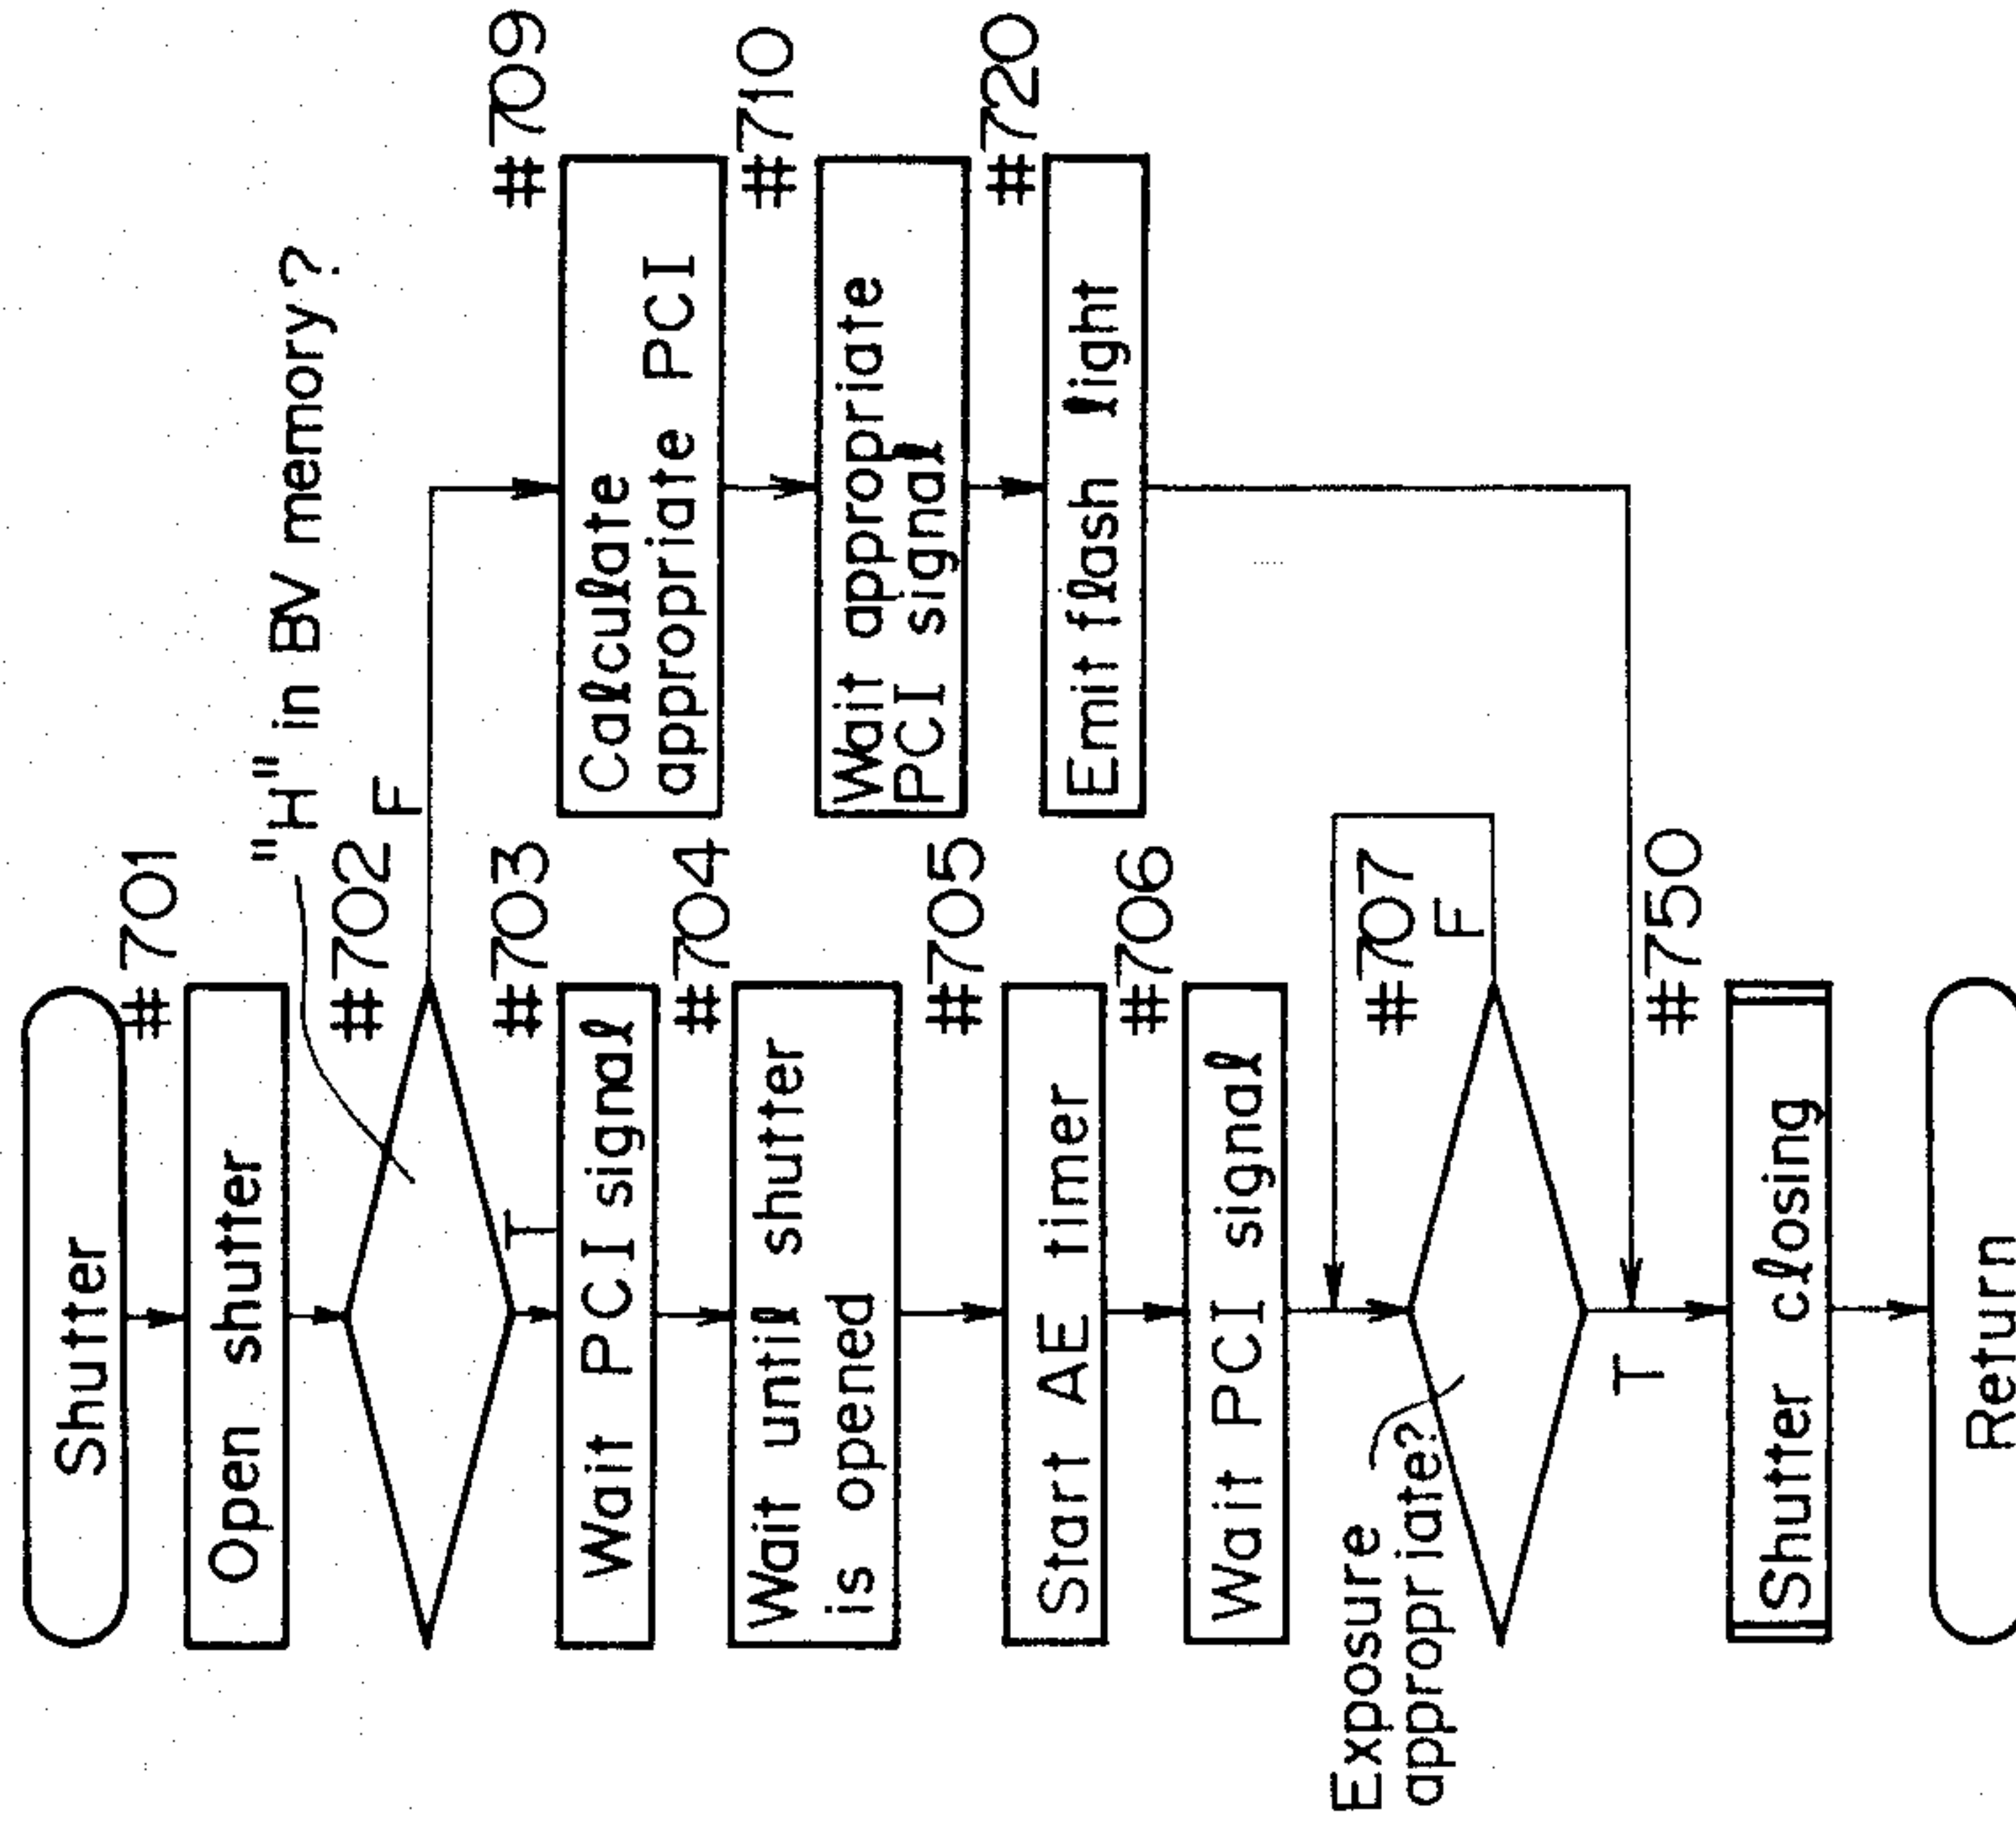 Shutter
#701
Open shutter
"H" in BV memory?
#702
F
T
#703
Wait PCI signal
#704
Wait until shutter
is opened
#705
Start AE timer
#706
Wait PCI signal
#707
Exposure
appropriate?
F
T
#709
Calculate
appropriate PCI
#710
Wait appropriate
PCI signal
#720
Emit flash light
#750
Shutter closing
Return